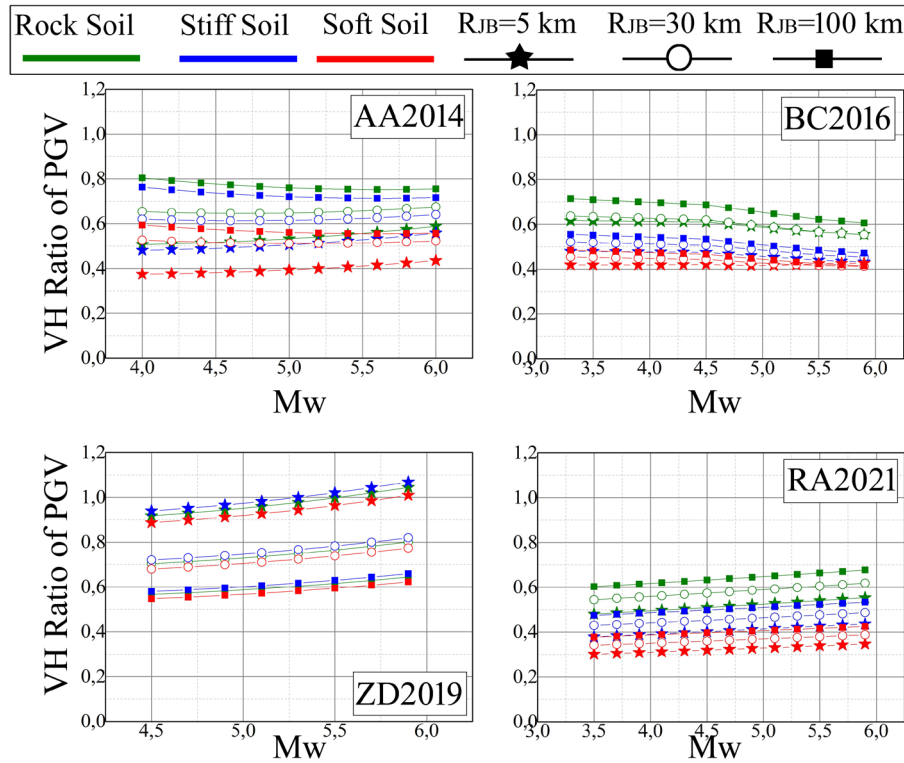 Rock Soil Stiff Soil Soft Soil RJB=5 km RJB=30 km RJB=100 km
VH Ratio of PGV
1,2
1,0
0,8
0,6
0,4
0,2
0,0
4,0 4,5 5,0 5,5 6,0
Mw
AA2014
1,2
1,0
0,8
0,6
0,4
0,2
0,0
3,0 3,5 4,0 4,5 5,0 5,5 6,0
Mw
BC2016
VH Ratio of PGV
1,2
1,0
0,8
0,6
0,4
0,2
0,0
4,5 5,0 5,5 6,0
Mw
ZD2019
1,2
1,0
0,8
0,6
0,4
0,2
0,0
3,0 3,5 4,0 4,5 5,0 5,5 6,0
Mw
RA2021